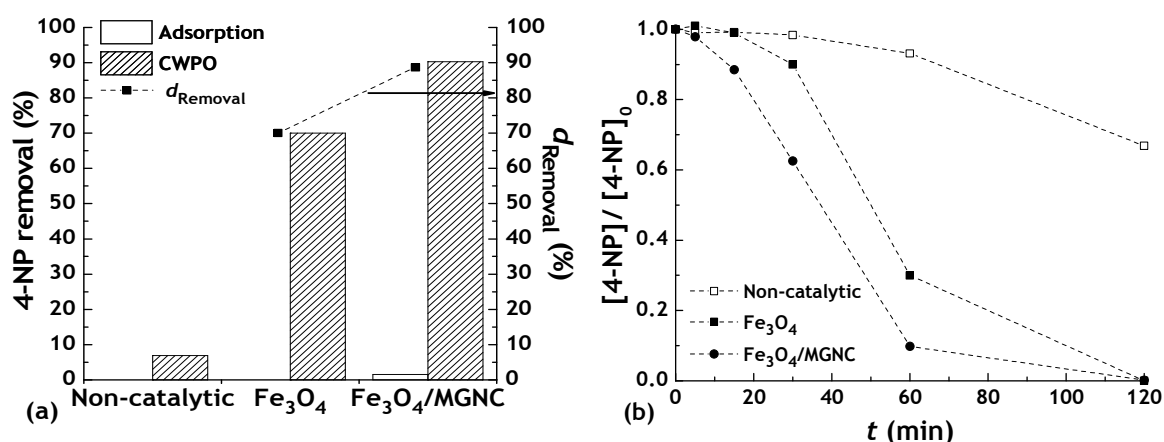 100
90
80
70
60
50
40
30
20
10
0
4-NP removal (%)
Adsorption
CWPO
d_Removal
100
90
80
70
60
50
40
30
20
10
0
d_Removal (%)
Non-catalytic Fe₃O₄ Fe₃O₄/MGNC
(a)
1.0
0.8
0.6
0.4
0.2
0.0
[4-NP]/ [4-NP]₀
Non-catalytic
Fe₃O₄
Fe₃O₄/MGNC
0 20 40 60 80 100 120
t (min)
(b)